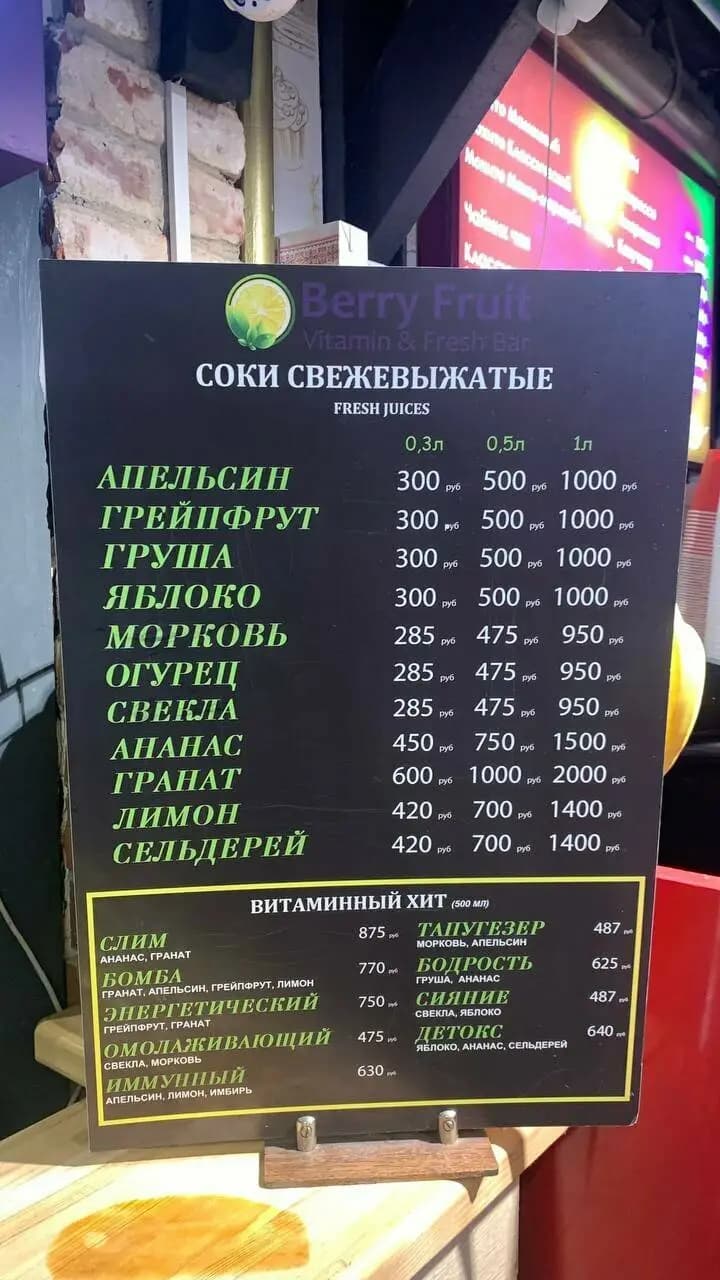 Berry Fruit
Vitamin & Fresh Bar
СОКИ СВЕЖЕВЫЖАТЫЕ
FRESH JUICES
0,3л 0,5л 1л
АПЕЛЬСИН 300 руб 500 руб 1000 руб
ГРЕЙПФРУТ 300 руб 500 руб 1000 руб
ГРУША 300 руб 500 руб 1000 руб
ЯБЛОКО 300 руб 500 руб 1000 руб
МОРКОВЬ 285 руб 475 руб 950 руб
ОГУРЕЦ 285 руб 475 руб 950 руб
СВЕКЛА 285 руб 475 руб 950 руб
АНАНАС 450 руб 750 руб 1500 руб
ГРАНАТ 600 руб 1000 руб 2000 руб
ЛИМОН 420 руб 700 руб 1400 руб
СЕЛЬДЕРЕЙ 420 руб 700 руб 1400 руб
ВИТАМИННЫЙ ХИТ (500 МЛ)
СЛИМ 875 руб
АНАНАС, ГРАНАТ
БОМБА 770 руб
ГРАНАТ, АПЕЛЬСИН, ГРЕЙПФРУТ, ЛИМОН
ЭНЕРГЕТИЧЕСКИЙ 750 руб
ГРЕЙПФРУТ, ГРАНАТ
ОМОЛАЖИВАЮЩИЙ 475 руб
СВЕКЛА, МОРКОВЬ
ИММУННЫЙ 630 руб
АПЕЛЬСИН, ЛИМОН, ИМБИРЬ
ТАПУГЕЗЕР 487 руб
МОРКОВЬ, АПЕЛЬСИН
БОДРОСТЬ 625 руб
ГРУША, АНАНАС
СИЯНИЕ 487 руб
СВЕКЛА, ЯБЛОКО
ДЕТОКС 640 руб
ЯБЛОКО, АНАНАС, СЕЛЬДЕРЕЙ
Чайник чая